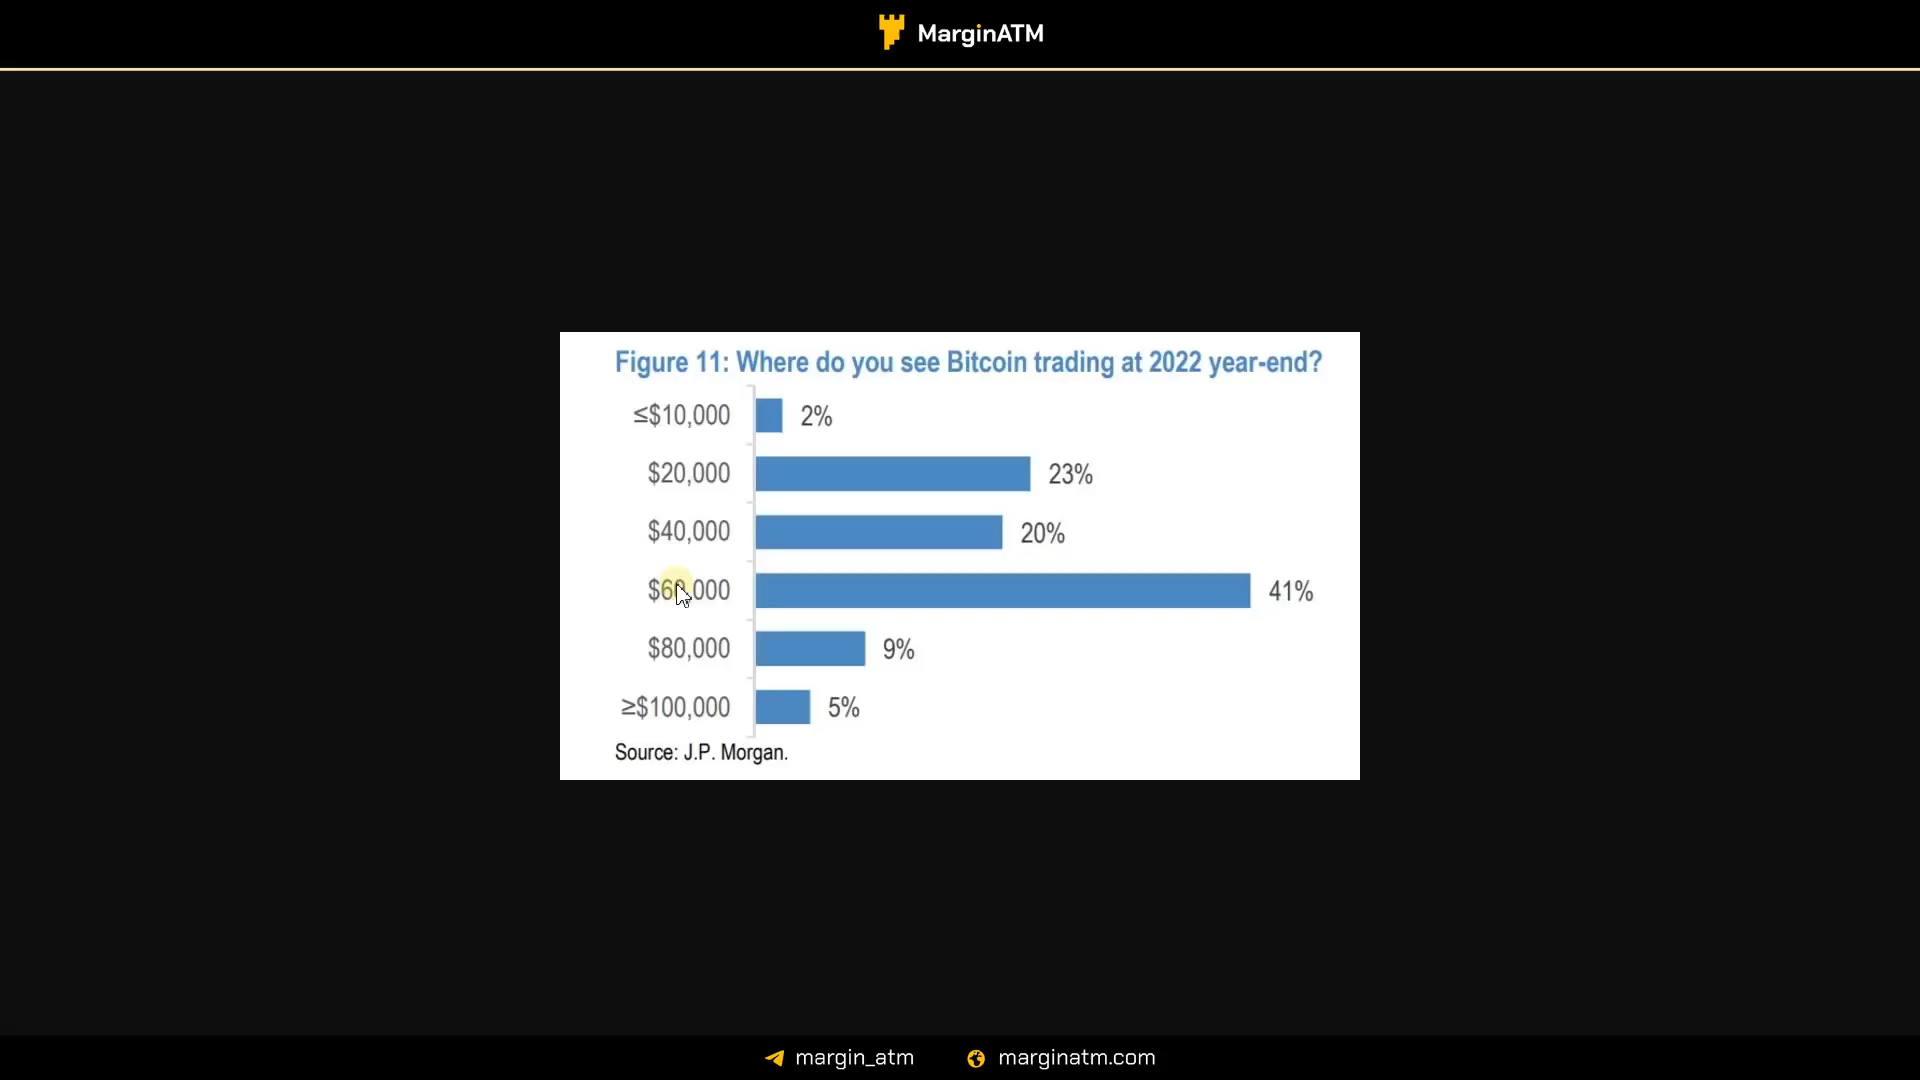 MarginATM
Figure 11: Where do you see Bitcoin trading at 2022 year-end?
≤$10,000 2%
$20,000 23%
$40,000 20%
$60,000 41%
$80,000 9%
≥$100,000 5%
Source: J.P. Morgan.
margin_atm marginatm.com